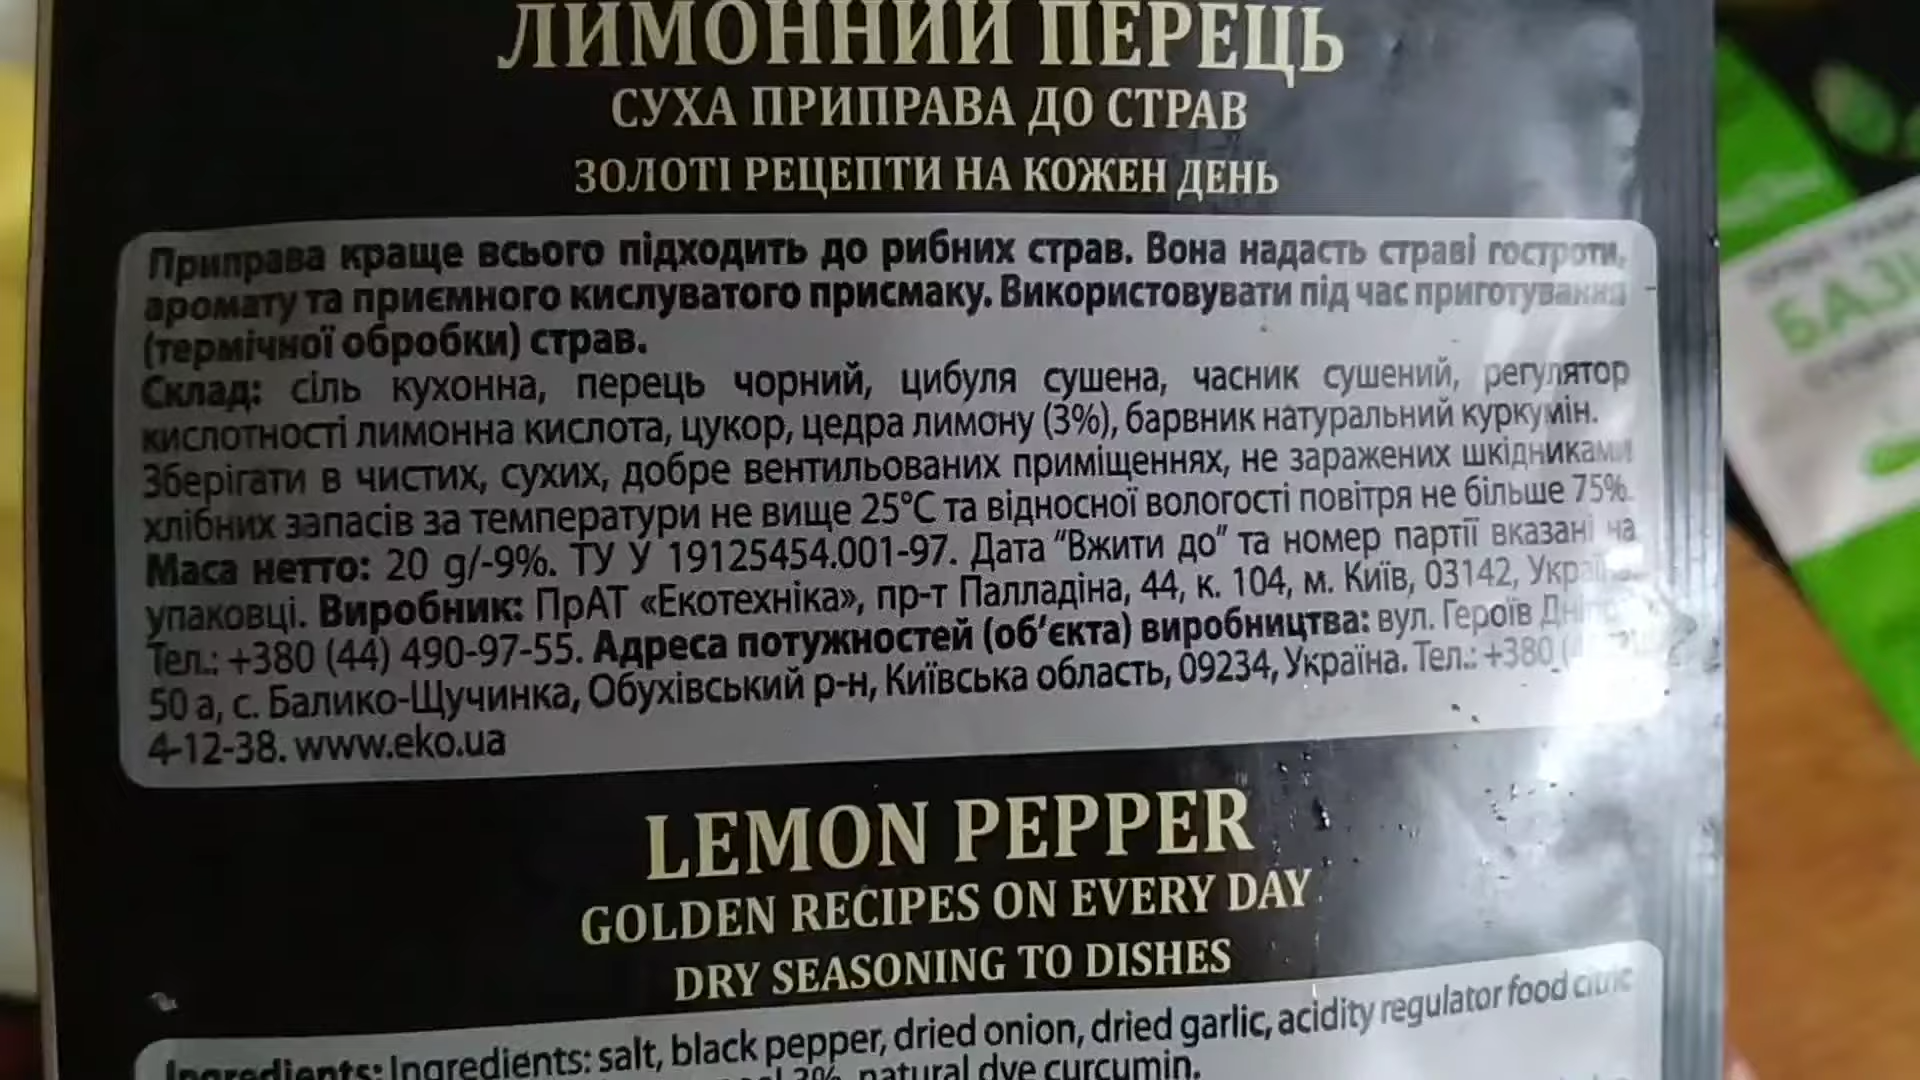 ЛИМОННИЙ ПЕРЕЦЬ
СУХА ПРИПРАВА ДО СТРАВ
ЗОЛОТІ РЕЦЕПТИ НА КОЖЕН ДЕНЬ
Приправа краще всього підходить до рибних страв. Вона надасть страві гостроти,
аромату та приємного кислуватого присмаку. Використовувати під час приготування
(термічної обробки) страв.
Склад: сіль кухонна, перець чорний, цибуля сушена, часник сушений, регулятор
кислотності лимонна кислота, цукор, цедра лимону (3%), барвник натуральний куркумін.
Зберігати в чистих, сухих, добре вентильованих приміщеннях, не заражених шкідниками
хлібних запасів за температури не вище 25°С та відносної вологості повітря не більше 75%.
Маса нетто: 20 g/-9%. ТУ У 19125454.001-97. Дата "Вжити до" та номер партії вказані на
упаковці. Виробник: ПрАТ «Екотехніка», пр-т Палладіна, 44, к. 104, м. Київ, 03142,
Тел.: +380 (44) 490-97-55. Адреса потужностей (об'єкта) виробництва: вул. Героїв
50 а, с. Балико-Щучинка, Обухівський р-н, Київська область, 09234, Україна. Тел.: +380
4-12-38. www.eko.ua
LEMON PEPPER
GOLDEN RECIPES ON EVERY DAY
DRY SEASONING TO DISHES
Ingredients: Ingredients: salt, black pepper, dried onion, dried garlic, acidity regulator food citric
3%, natural dye curcumin.